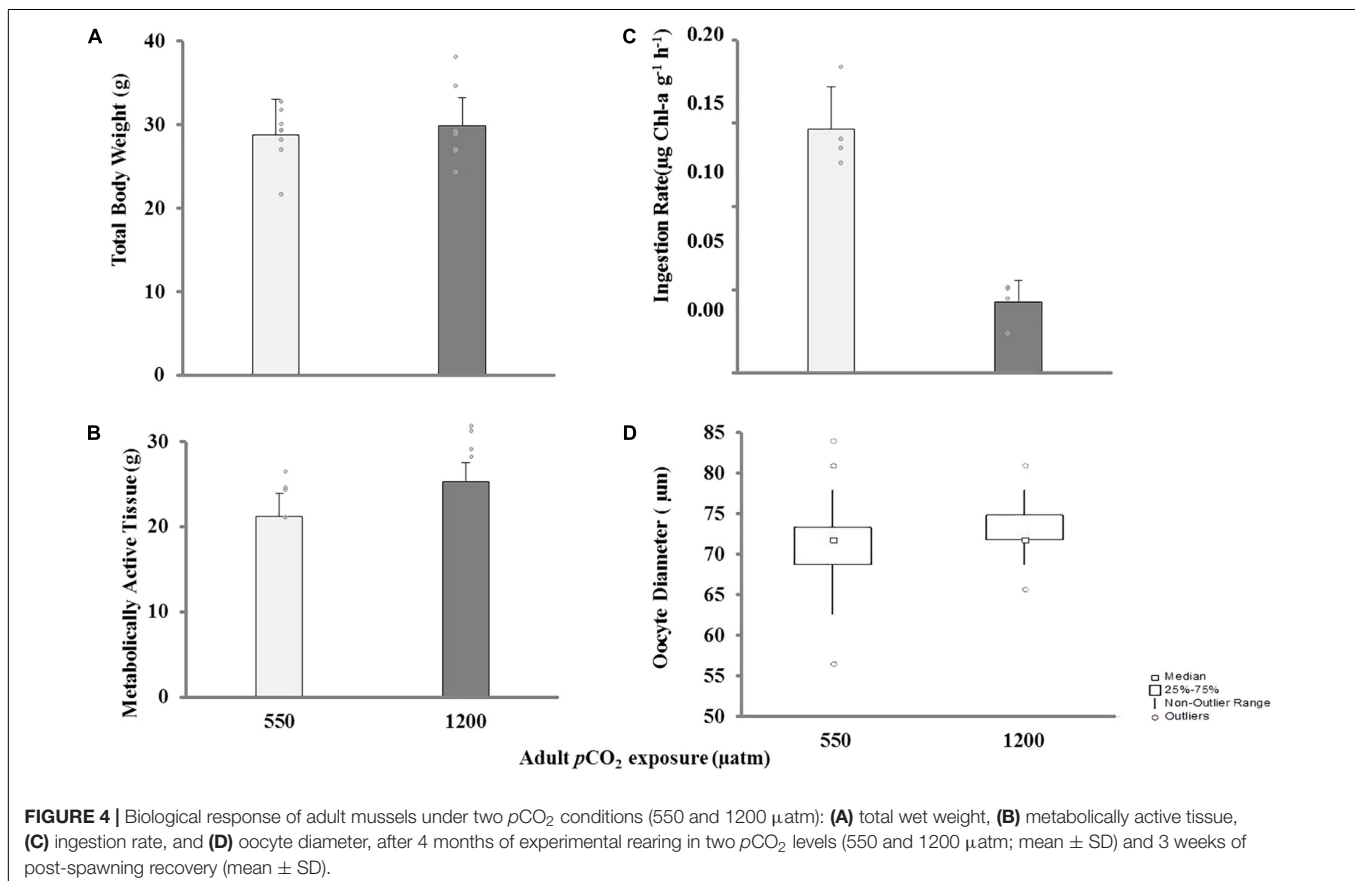 A
Total Body Weight (g)
40
30
20
10
0
C
Ingestion Rate(µg Chl-a g⁻¹ h⁻¹)
0.20
0.15
0.10
0.05
0.00
B
Metabolically Active Tissue (g)
30
20
10
0
550
1200
D
Oocyte Diameter ( µm)
85
80
75
70
65
60
55
50
550
1200
Median
25%-75%
Non-Outlier Range
Outliers
Adult pCO₂ exposure (µatm)
FIGURE 4 | Biological response of adult mussels under two pCO₂ conditions (550 and 1200 µatm): (A) total wet weight, (B) metabolically active tissue,
(C) ingestion rate, and (D) oocyte diameter, after 4 months of experimental rearing in two pCO₂ levels (550 and 1200 µatm; mean ± SD) and 3 weeks of
post-spawning recovery (mean ± SD).